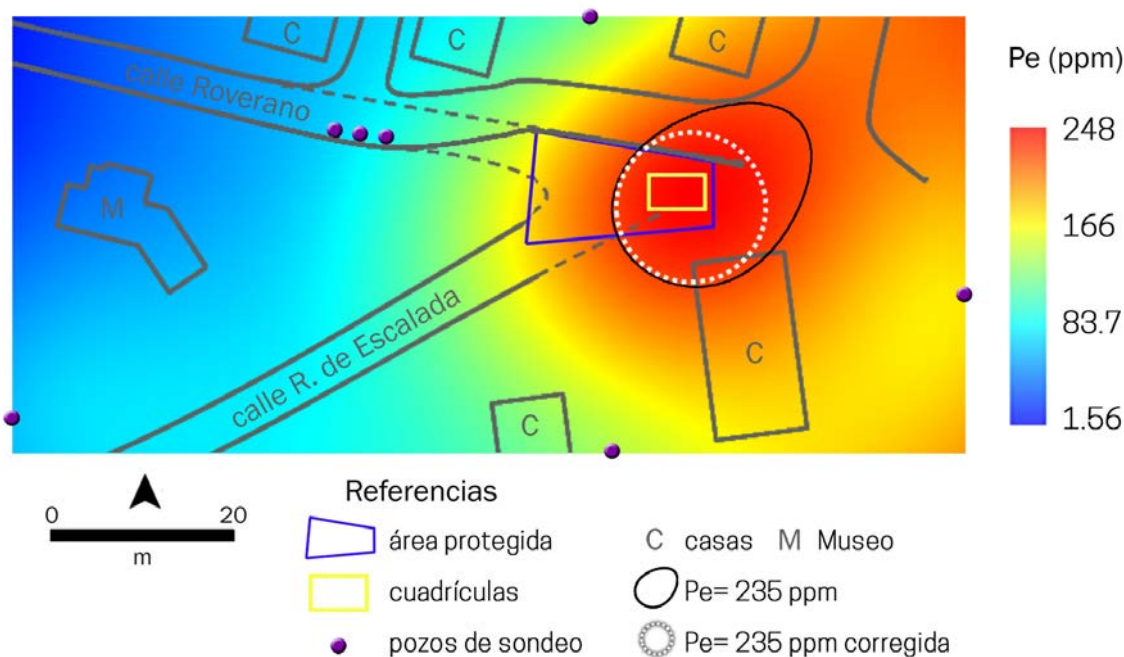 C
C
C
calle Roverano
M
calle R. de Escalada
C
C
Pe (ppm)
248
166
83.7
1.56
0 20
m
Referencias
área protegida
cuadrículas
pozos de sondeo
C casas M Museo
Pe= 235 ppm
Pe= 235 ppm corregida